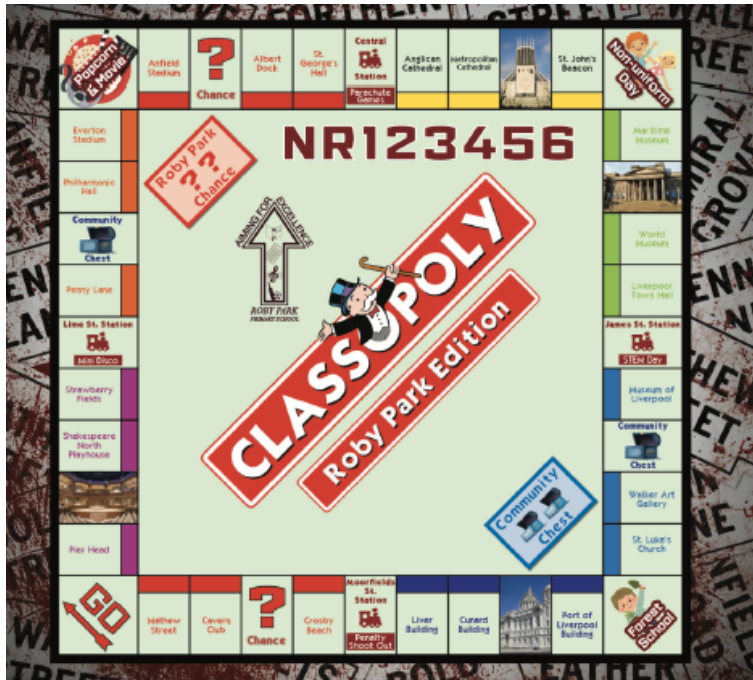 Popcorn
& Movie
Anfield
Stadium
?
Chance
Albert
Dock
St.
George's
Hall
Central
Station
Parachute
Games
Anglican
Cathedral
Metropolitan
Cathedral
St. John's
Beacon
Non-uniform
Day
Everton
Stadium
Philharmonic
Hall
Community
Chest
Penny Lane
Lime St. Station
Mini Disco
Strawberry
Fields
Shakespeare
North
Playhouse
Pier Head
Roby Park
? ?
Chance
NR123456
AIMING FOR
EXCELLENCE
ROBY PARK
PRIMARY SCHOOL
CLASSOPOLY
Roby Park Edition
Community
Chest
Maritime
Museum
World
Museum
Liverpool
Town Hall
James St. Station
STEM Day
Museum of
Liverpool
Community
Chest
Walker Art
Gallery
St. Luke's
Church
GO
Mathew
Street
Cavern
Club
?
Chance
Crosby
Beach
Moorfields
St.
Station
Penalty
Shoot Out
Liver
Building
Cunard
Building
Port of
Liverpool
Building
Forest
School